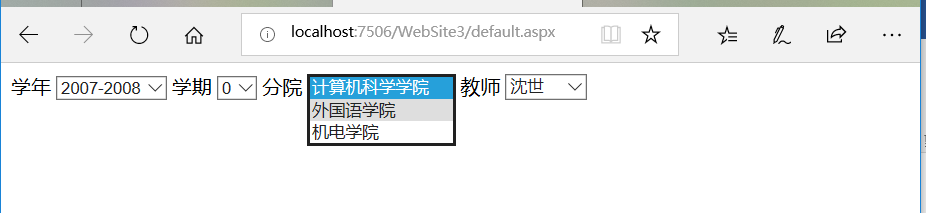 localhost:7506/WebSite3/default.aspx
学年 2007-2008 学期 0 分院 计算机科学学院 教师 沈世
外国语学院
机电学院